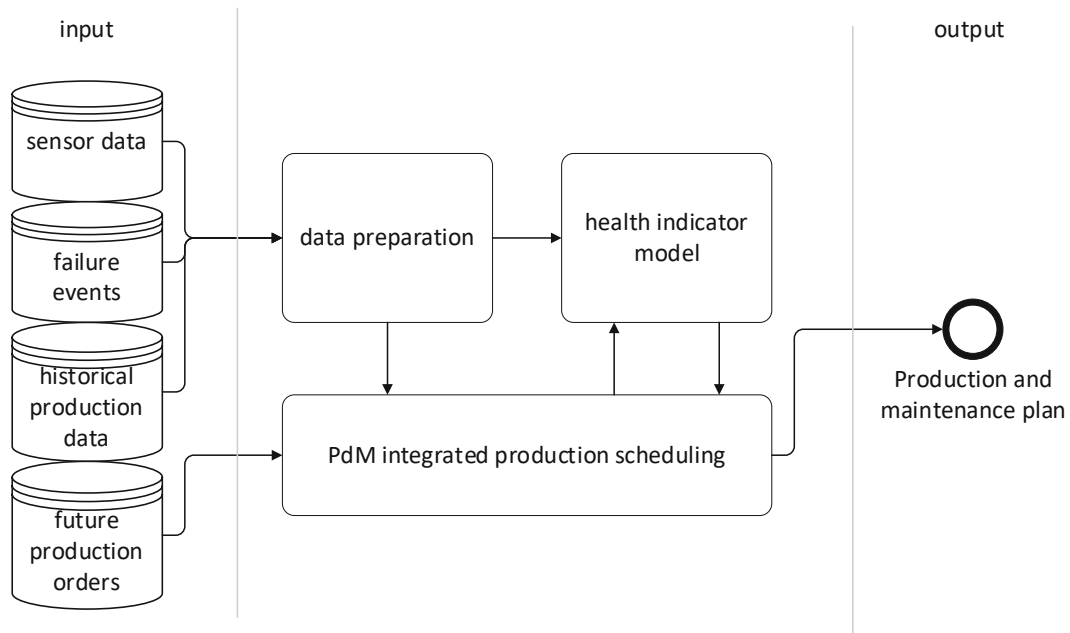 input
output
sensor data
failure
events
historical
production
data
future
production
orders
data preparation
health indicator
model
PdM integrated production scheduling
Production and
maintenance plan